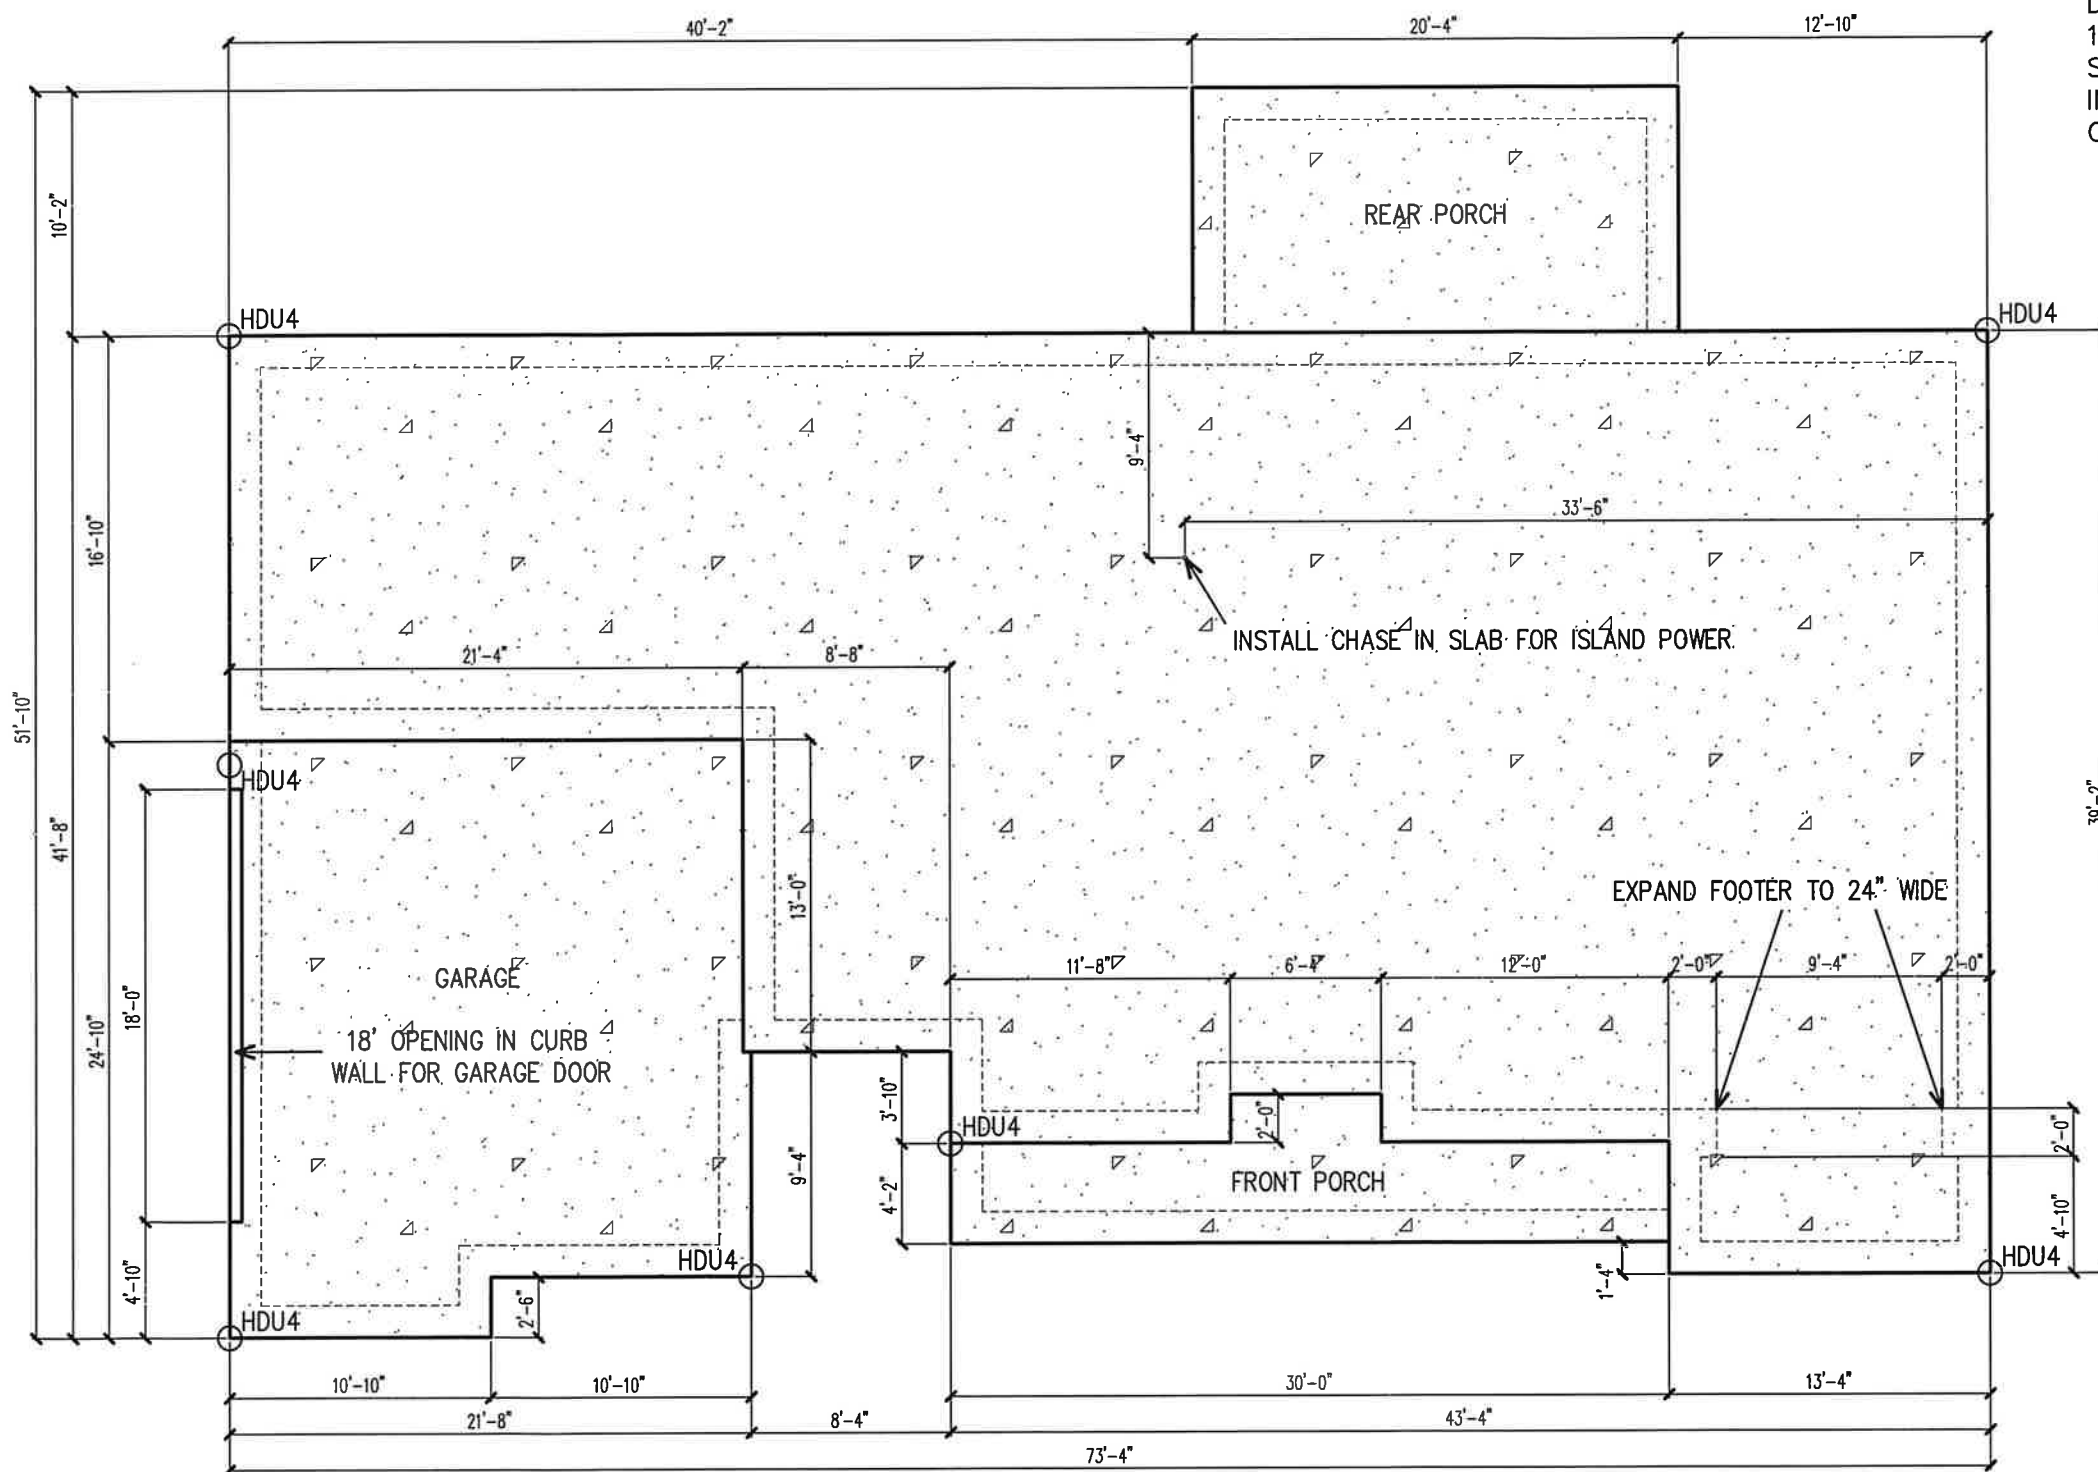 40'-2"
20'-4"
12'-10"
10'-2"
REAR PORCH
HDU4
HDU4
9'-4"
33'-6"
16'-10"
INSTALL CHASE IN SLAB FOR ISLAND POWER.
21'-4"
8'-8"
51'-10"
HDU4
41'-8"
39'-2"
13'-0"
EXPAND FOOTER TO 24" WIDE
GARAGE
11'-8"
6'-4"
12'-0"
2'-0"
9'-4"
2'-0"
18'-0"
24'-10"
18' OPENING IN CURB
WALL FOR GARAGE DOOR
3'-10"
HDU4
2'-0"
2'-0"
9'-4"
4'-2"
FRONT PORCH
4'-10"
HDU4
HDU4
1'-4"
4'-10"
2'-6"
HDU4
10'-10"
10'-10"
30'-0"
13'-4"
21'-8"
8'-4"
43'-4"
73'-4"